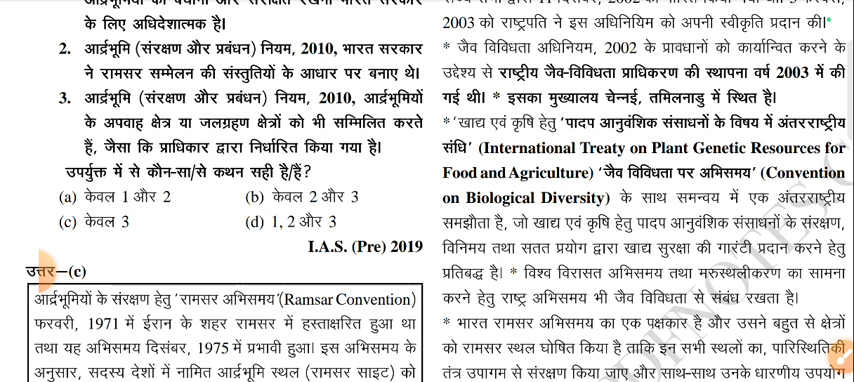 के लिए अधिदेशात्मक है।
2. आर्द्रभूमि (संरक्षण और प्रबंधन) नियम, 2010, भारत सरकार
ने रामसर सम्मेलन की संस्तुतियों के आधार पर बनाए थे।
3. आर्द्रभूमि (संरक्षण और प्रबंधन) नियम, 2010, आर्द्रभूमियों
के अपवाह क्षेत्र या जलग्रहण क्षेत्रों को भी सम्मिलित करते
हैं, जैसा कि प्राधिकार द्वारा निर्धारित किया गया है।
उपर्युक्त में से कौन-सा/से कथन सही है/हैं?
(a) केवल 1 और 2 (b) केवल 2 और 3
(c) केवल 3 (d) 1, 2 और 3
I.A.S. (Pre) 2019
उत्तर—(c)
आर्द्रभूमियों के संरक्षण हेतु 'रामसर अभिसमय'(Ramsar Convention)
फरवरी, 1971 में ईरान के शहर रामसर में हस्ताक्षरित हुआ था
तथा यह अभिसमय दिसंबर, 1975 में प्रभावी हुआ। इस अभिसमय के
अनुसार, सदस्य देशों में नामित आर्द्रभूमि स्थल (रामसर साइट) को
2003 को राष्ट्रपति ने इस अधिनियम को अपनी स्वीकृति प्रदान की।*
* जैव विविधता अधिनियम, 2002 के प्रावधानों को कार्यान्वित करने के
उद्देश्य से राष्ट्रीय जैव-विविधता प्राधिकरण की स्थापना वर्ष 2003 में की
गई थी। * इसका मुख्यालय चेन्नई, तमिलनाडु में स्थित है।
* 'खाद्य एवं कृषि हेतु 'पादप आनुवंशिक संसाधनों के विषय में अंतरराष्ट्रीय
संधि' (International Treaty on Plant Genetic Resources for
Food and Agriculture) 'जैव विविधता पर अभिसमय' (Convention
on Biological Diversity) के साथ समन्वय में एक अंतरराष्ट्रीय
समझौता है, जो खाद्य एवं कृषि हेतु पादप आनुवंशिक संसाधनों के संरक्षण,
विनिमय तथा सतत प्रयोग द्वारा खाद्य सुरक्षा की गारंटी प्रदान करने हेतु
प्रतिबद्ध है। * विश्व विरासत अभिसमय तथा मरुस्थलीकरण का सामना
करने हेतु राष्ट्र अभिसमय भी जैव विविधता से संबंध रखता है।
* भारत रामसर अभिसमय का एक पक्षकार है और उसने बहुत से क्षेत्रों
को रामसर स्थल घोषित किया है ताकि इन सभी स्थलों का, पारिस्थितिकी
तंत्र उपागम से संरक्षण किया जाए और साथ-साथ उनके धारणीय उपयोग